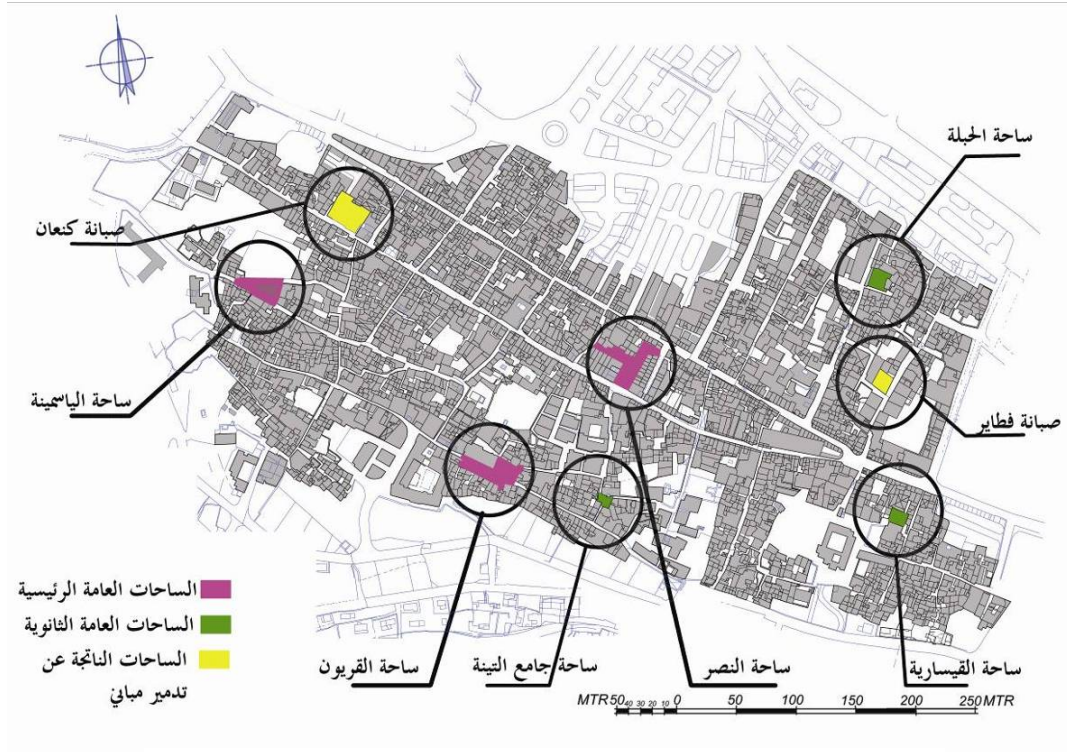 ساحة الحبلة
صبانة كنعان
ساحة الياسمينة
صبانة فطاير
الساحات العامة الرئيسية
الساحات العامة الثانوية
الساحات الناتجة عن
تدمير مباني
ساحة القريون
ساحة جامع التينة
ساحة النصر
ساحة القيسارية
MTR 50 40 30 20 10 0 50 100 150 200 250 MTR